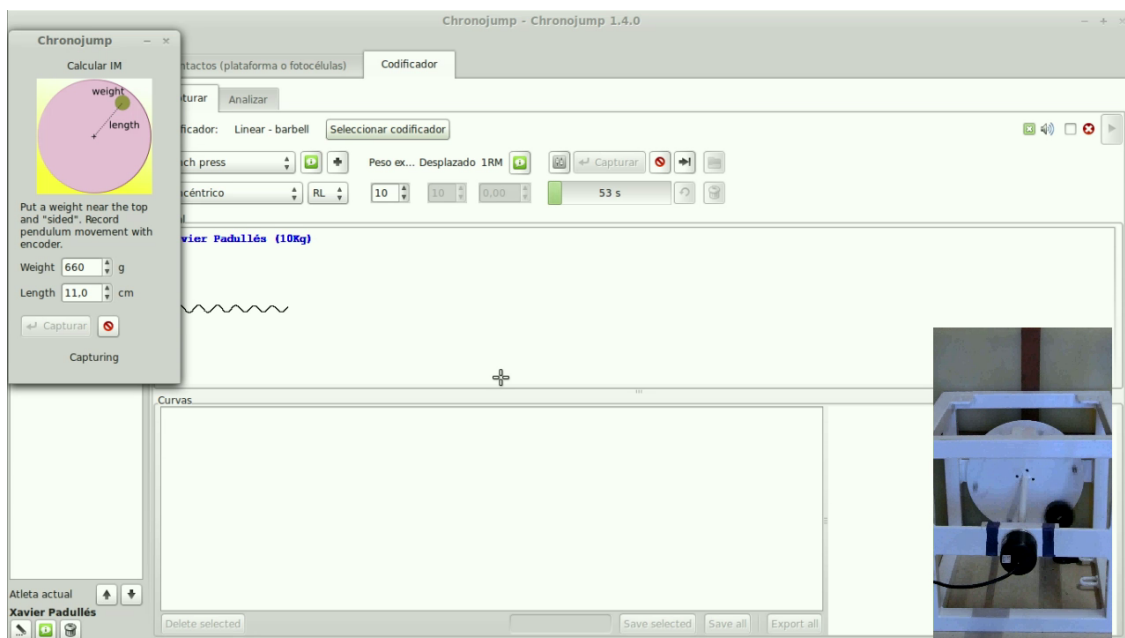 Chronojump - Chronojump 1.4.0
Chronojump
Calcular IM
weight
length
Put a weight near the top
and "sided". Record
pendulum movement with
encoder.
Weight 660 g
Length 11,0 cm
Capturar
Capturing
ntactos (plataforma o fotocélulas) Codificador
turar Analizar
ficador: Linear - barbell Seleccionar codificador
ch press Peso ex... Desplazado 1RM Capturar
céntrico RL 10 10 0,00 53 s
vier Padullés (10Kg)
Curvas
Atleta actual
Xavier Padullés
Delete selected Save selected Save all Export all